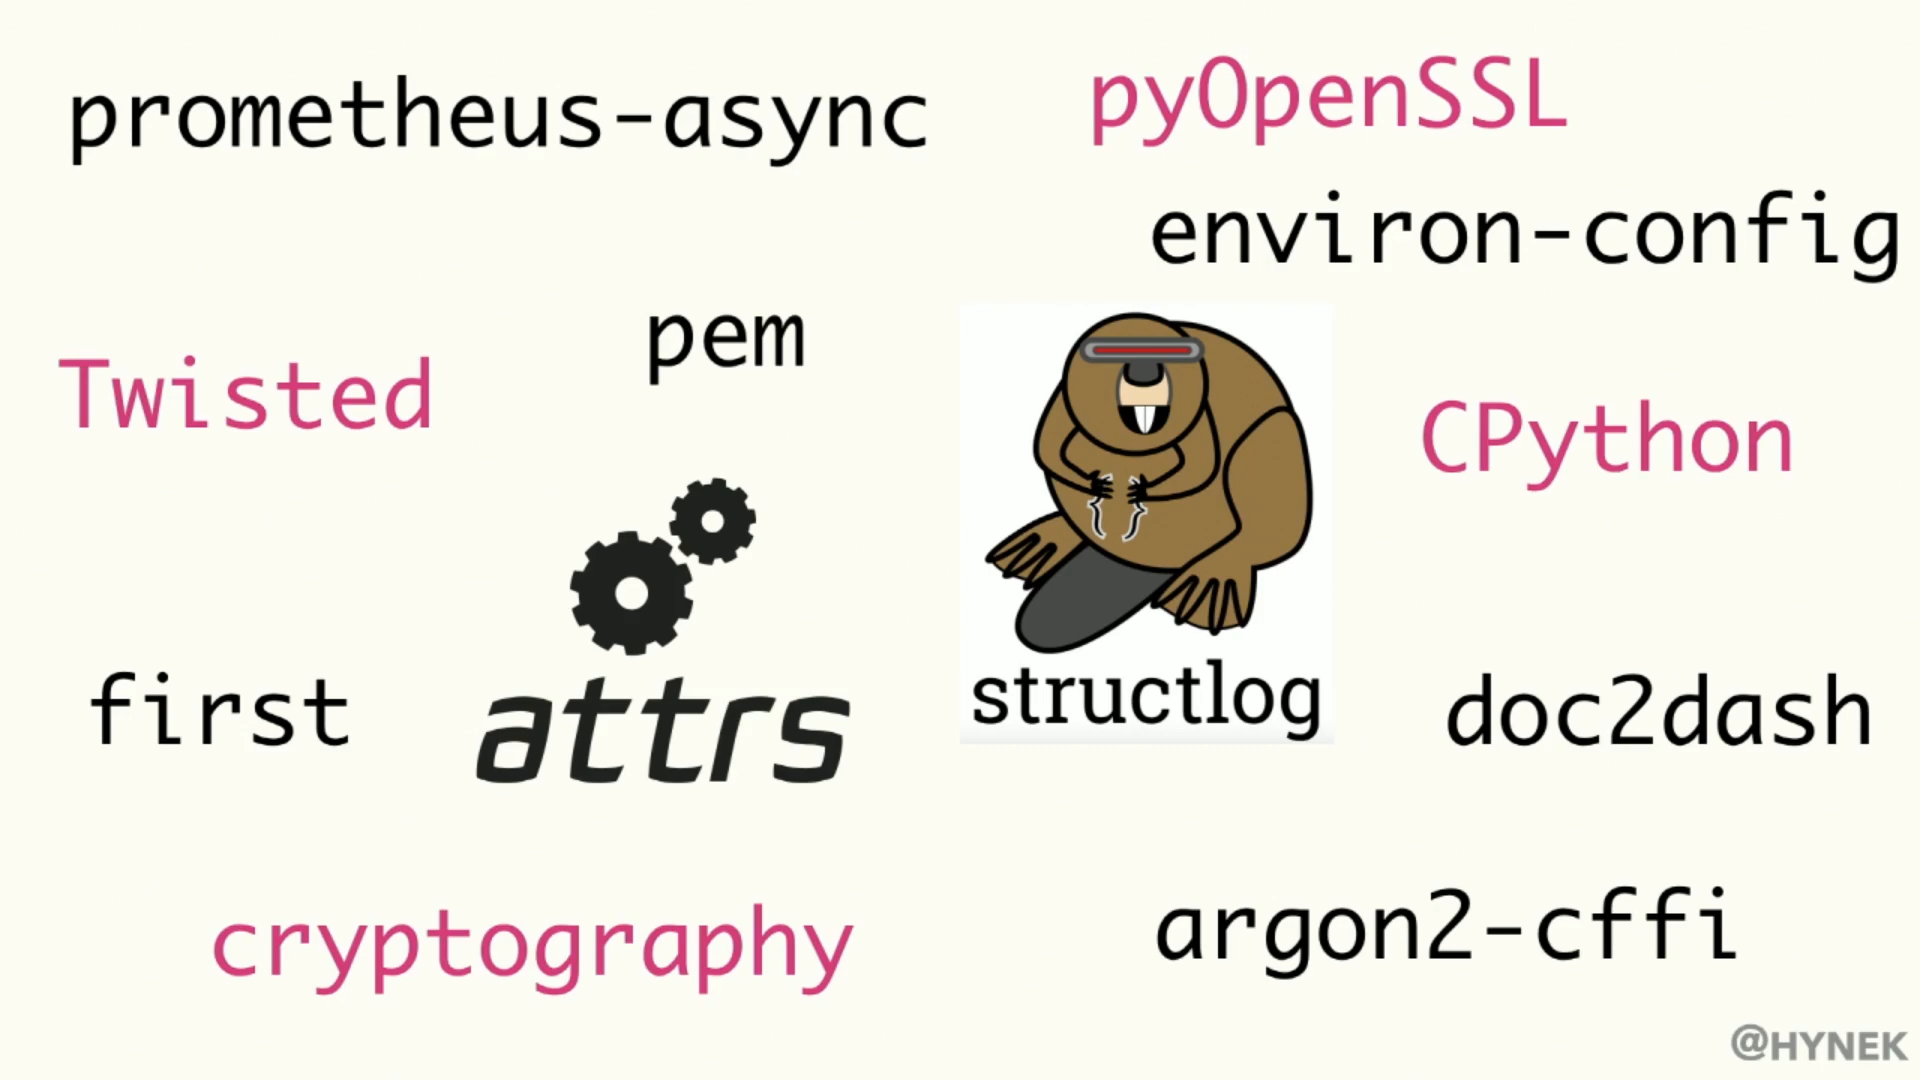 prometheus-async
pyOpenSSL
environ-config
pem
Twisted
CPython
first
attrs
structlog
doc2dash
cryptography
argon2-cffi
@HYNEK